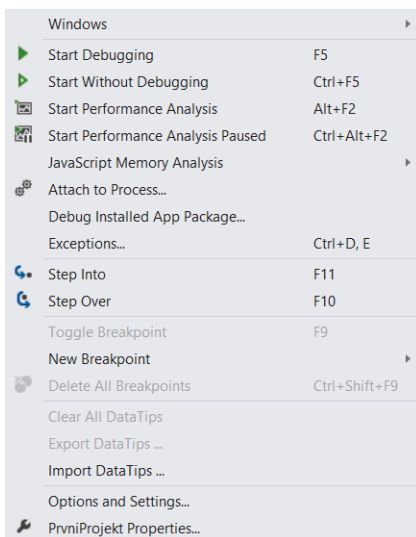 Windows
Start Debugging F5
Start Without Debugging Ctrl+F5
Start Performance Analysis Alt+F2
Start Performance Analysis Paused Ctrl+Alt+F2
JavaScript Memory Analysis
Attach to Process...
Debug Installed App Package...
Exceptions... Ctrl+D, E
Step Into F11
Step Over F10
Toggle Breakpoint F9
New Breakpoint
Delete All Breakpoints Ctrl+Shift+F9
Clear All DataTips
Export DataTips ...
Import DataTips ...
Options and Settings...
PrvniProjekt Properties...